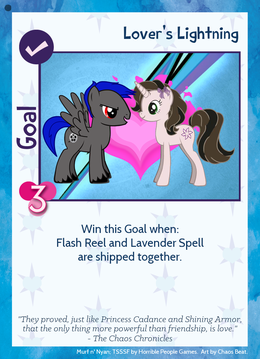 Lover's Lightning
Goal
3
Win this Goal when:
Flash Reel and Lavender Spell
are shipped together.
"They proved, just like Princess Cadance and Shining Armor,
that the only thing more powerful than friendship, is love."
- The Chaos Chronicles
Murf n' Nyan: TSSSF by Horrible People Games. Art by Chaos Beat.